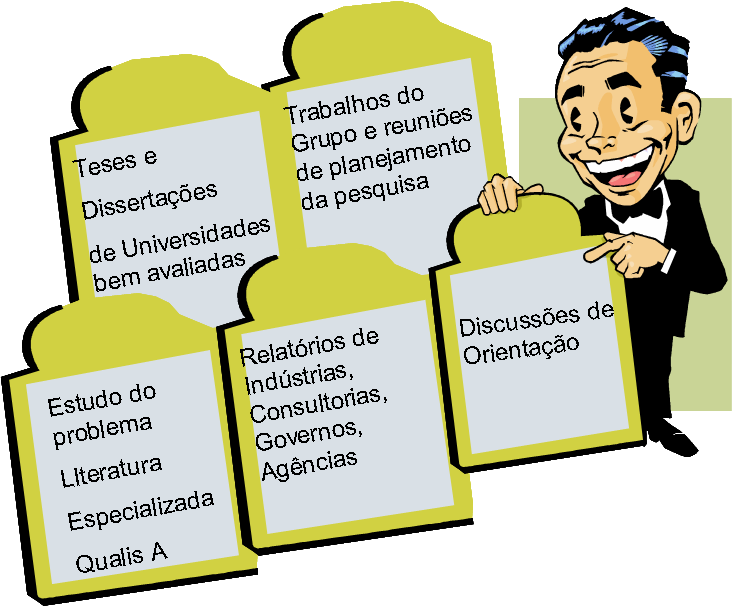 Teses e
Dissertações
de Universidades
bem avaliadas
Trabalhos do
Grupo e reuniões
de planejamento
da pesquisa
Estudo do
problema
LIteratura
Especializada
Qualis A
Relatórios de
Indústrias,
Consultorias,
Governos,
Agências
Discussões de
Orientação